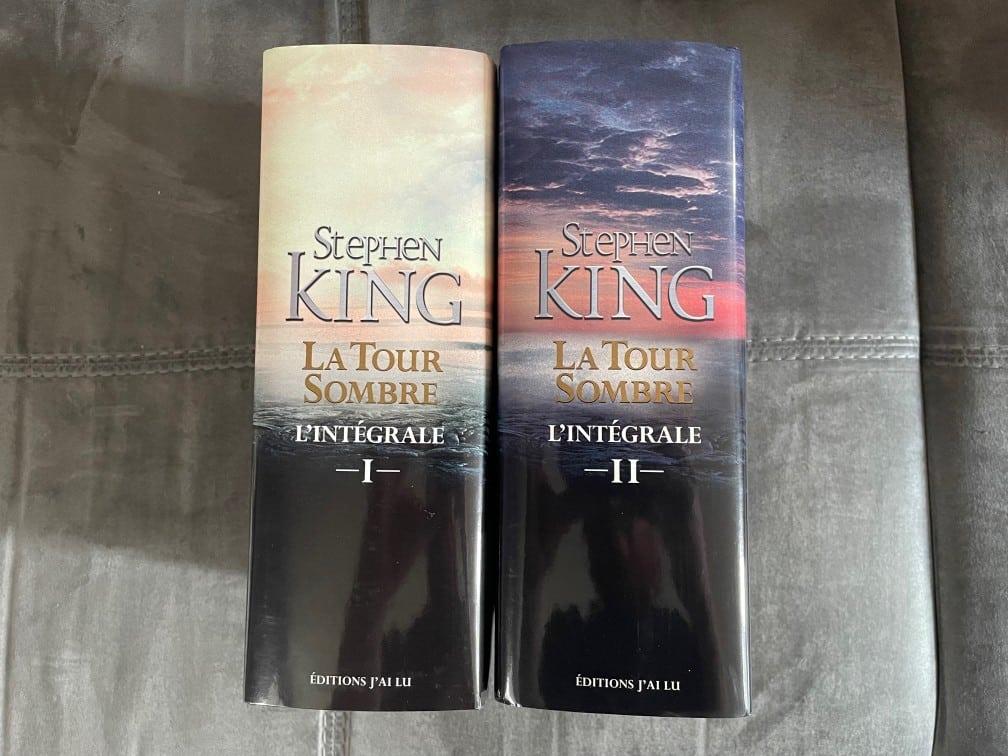 Stephen
KING
LA TOUR
SOMBRE
L'INTÉGRALE
—I—
ÉDITIONS J'AI LU
Stephen
KING
LA TOUR
SOMBRE
L'INTÉGRALE
—II—
ÉDITIONS J'AI LU